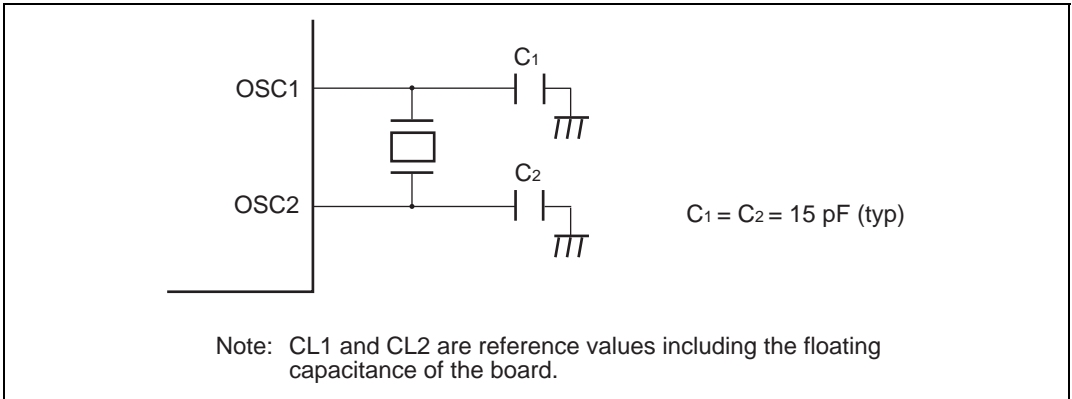 C1
OSC1
C2
OSC2
C1 = C2 = 15 pF (typ)
Note: CL1 and CL2 are reference values including the floating
capacitance of the board.